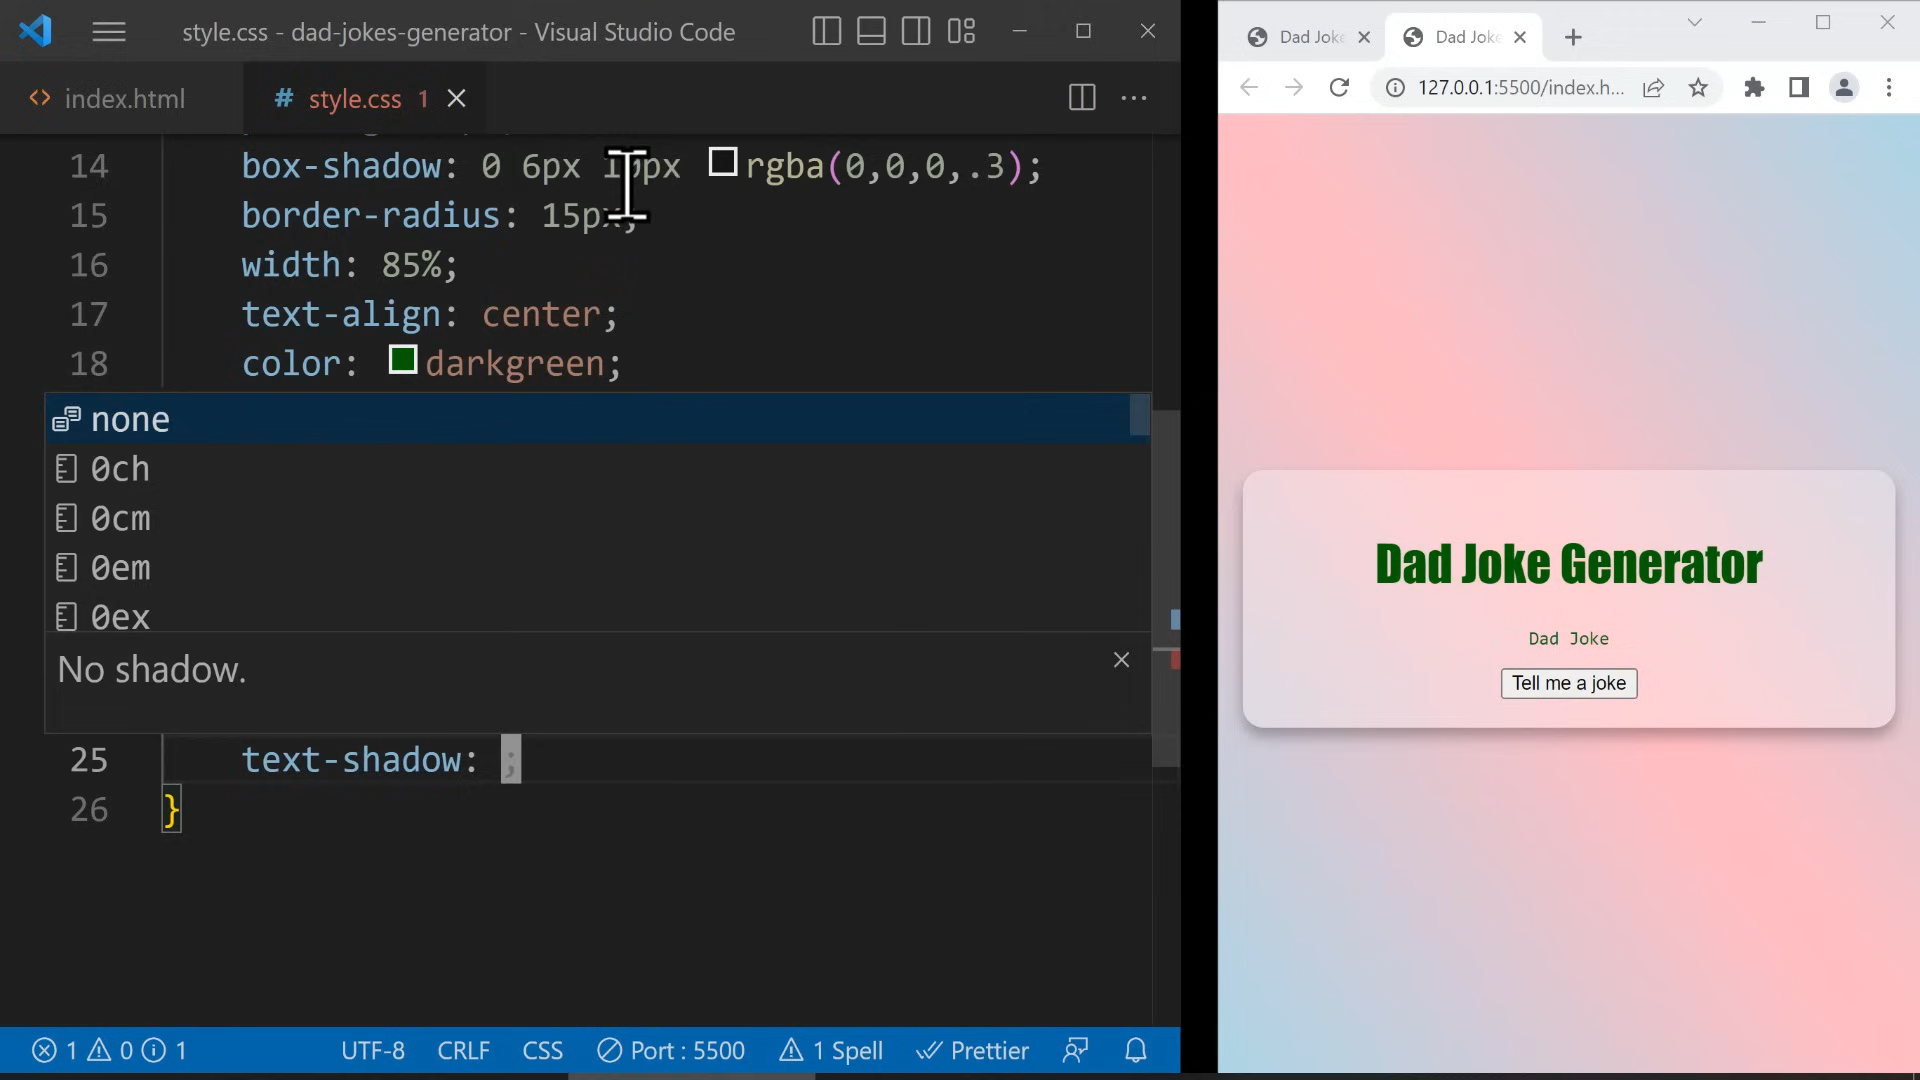 style.css - dad-jokes-generator - Visual Studio Code
index.html
# style.css 1
14 box-shadow: 0 6px 10px rgba(0,0,0,.3);
15 border-radius: 15px;
16 width: 85%;
17 text-align: center;
18 color: darkgreen;
none
0ch
0cm
0em
0ex
No shadow.
25 text-shadow: ;
26 }
1 0 1 UTF-8 CRLF CSS Port : 5500 1 Spell Prettier
Dad Joke Dad Joke
127.0.0.1:5500/index.h...
Dad Joke Generator
Dad Joke
Tell me a joke